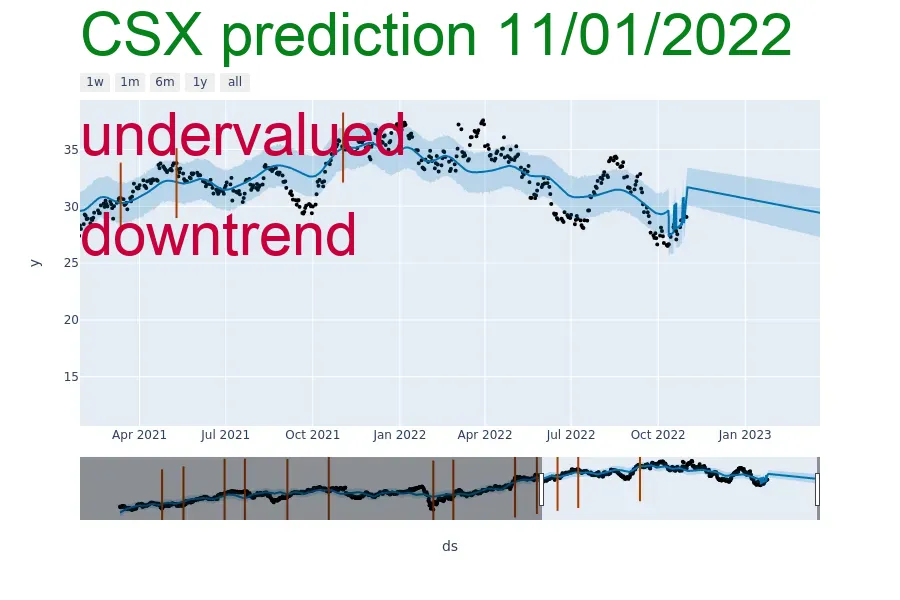 CSX prediction 11/01/2022
1w 1m 6m 1y all
undervalued
downtrend
35
30
25
20
15
y
Apr 2021 Jul 2021 Oct 2021 Jan 2022 Apr 2022 Jul 2022 Oct 2022 Jan 2023
ds